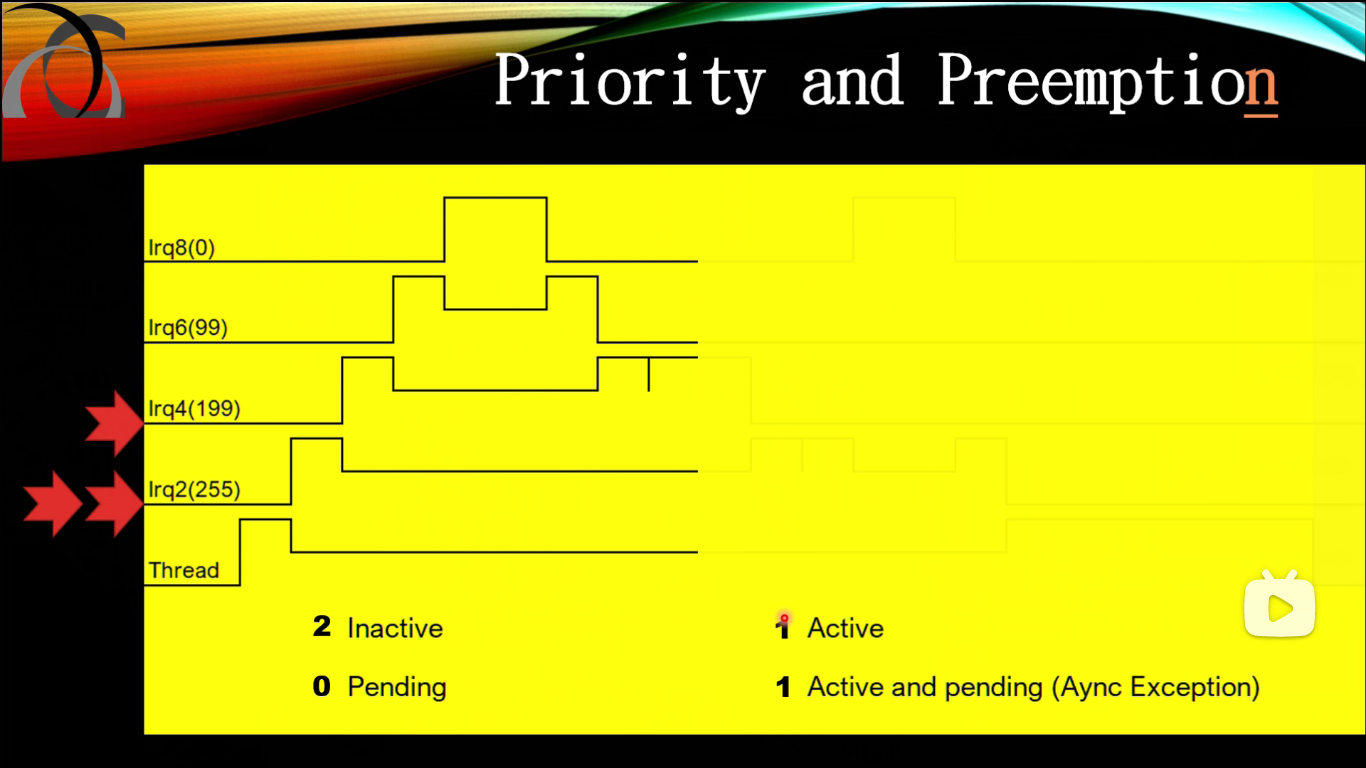 Priority and Preemption
Irq8(0)
Irq6(99)
Irq4(199)
Irq2(255)
Thread
2 Inactive
1 Active
0 Pending
1 Active and pending (Aync Exception)